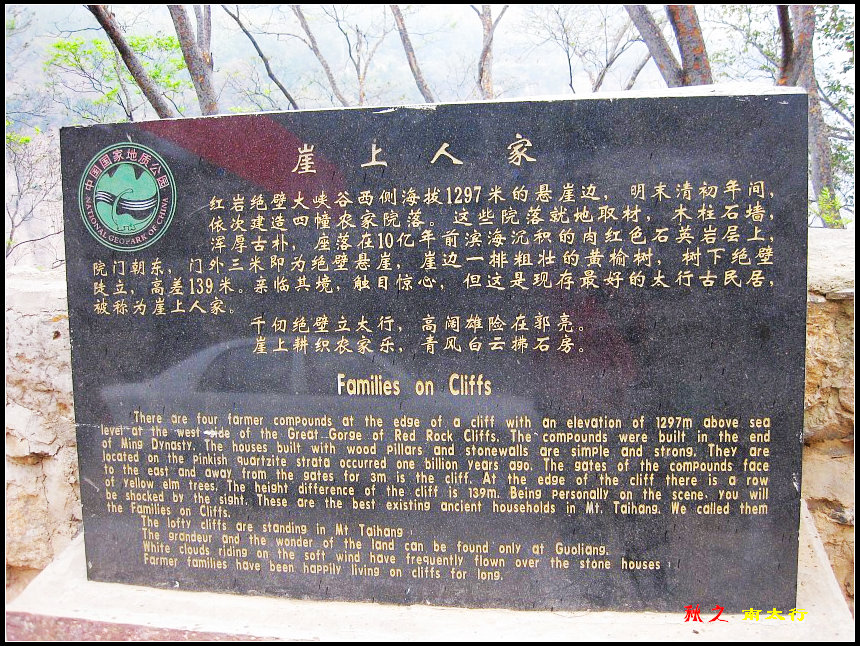 中国国家地质公园
NATIONAL GEOPARK OF CHINA
崖上人家
红岩绝壁大峡谷西侧海拔1297米的悬崖边，明末清初年间，
依次建造四幢农家院落。这些院落就地取材，木柱石墙，
浑厚古朴，座落在10亿年前滨海沉积的肉红色石英岩层上，
院门朝东，门外三米即为绝壁悬崖，崖边一排粗壮的黄榆树，树下绝壁
陡立，高差139米。亲临其境，触目惊心，但这是现存最好的太行古民居，
被称为崖上人家。
千仞绝壁立太行，高阔雄险在郭亮。
崖上耕织农家乐，青风白云拂石房。
Families on Cliffs
There are four farmer compounds at the edge of a cliff with an elevation of 1297m above sea
level at the west side of the Great Gorge of Red Rock Cliffs. The compounds were built in the end
of Ming Dynasty. The houses built with wood pillars and stonewalls are simple and strong. They are
located on the Pinkish quartzite strata occurred one billion years ago. The gates of the compounds face
to the east and away from the gates for 3m is the cliff. At the edge of the cliff there is a row
of yellow elm trees. The height difference of the cliff is 139m. Being Personally on the scene, you will
be shocked by the sight. These are the best existing ancient households in Mt. Taihang. We called them
the Families on Cliffs.
The lofty cliffs are standing in Mt Taihang,
The grandeur and the wonder of the land can be found only at Guoliang.
White clouds riding on the soft wind have frequently flown over the stone houses,
Farmer families have been happily living on cliffs for long.
南太行